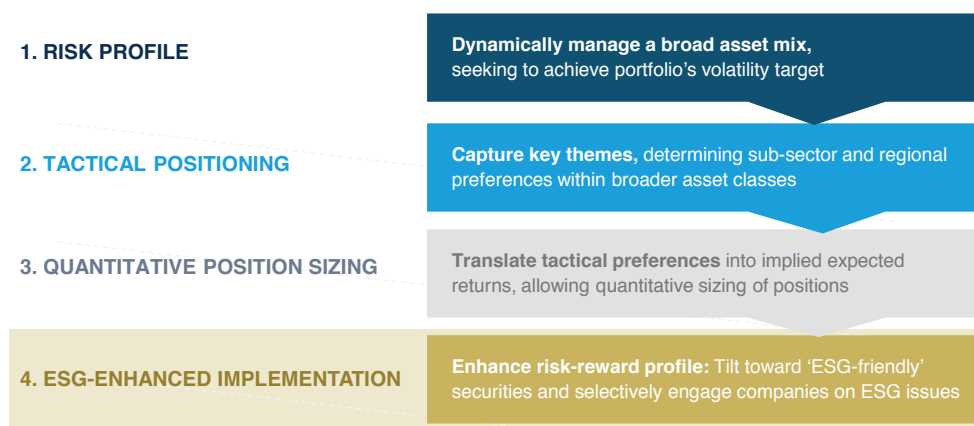 1. RISK PROFILE
Dynamically manage a broad asset mix,
seeking to achieve portfolio’s volatility target
2. TACTICAL POSITIONING
Capture key themes, determining sub-sector and regional
preferences within broader asset classes
3. QUANTITATIVE POSITION SIZING
Translate tactical preferences into implied expected
returns, allowing quantitative sizing of positions
4. ESG-ENHANCED IMPLEMENTATION
Enhance risk-reward profile: Tilt toward ‘ESG-friendly’
securities and selectively engage companies on ESG issues